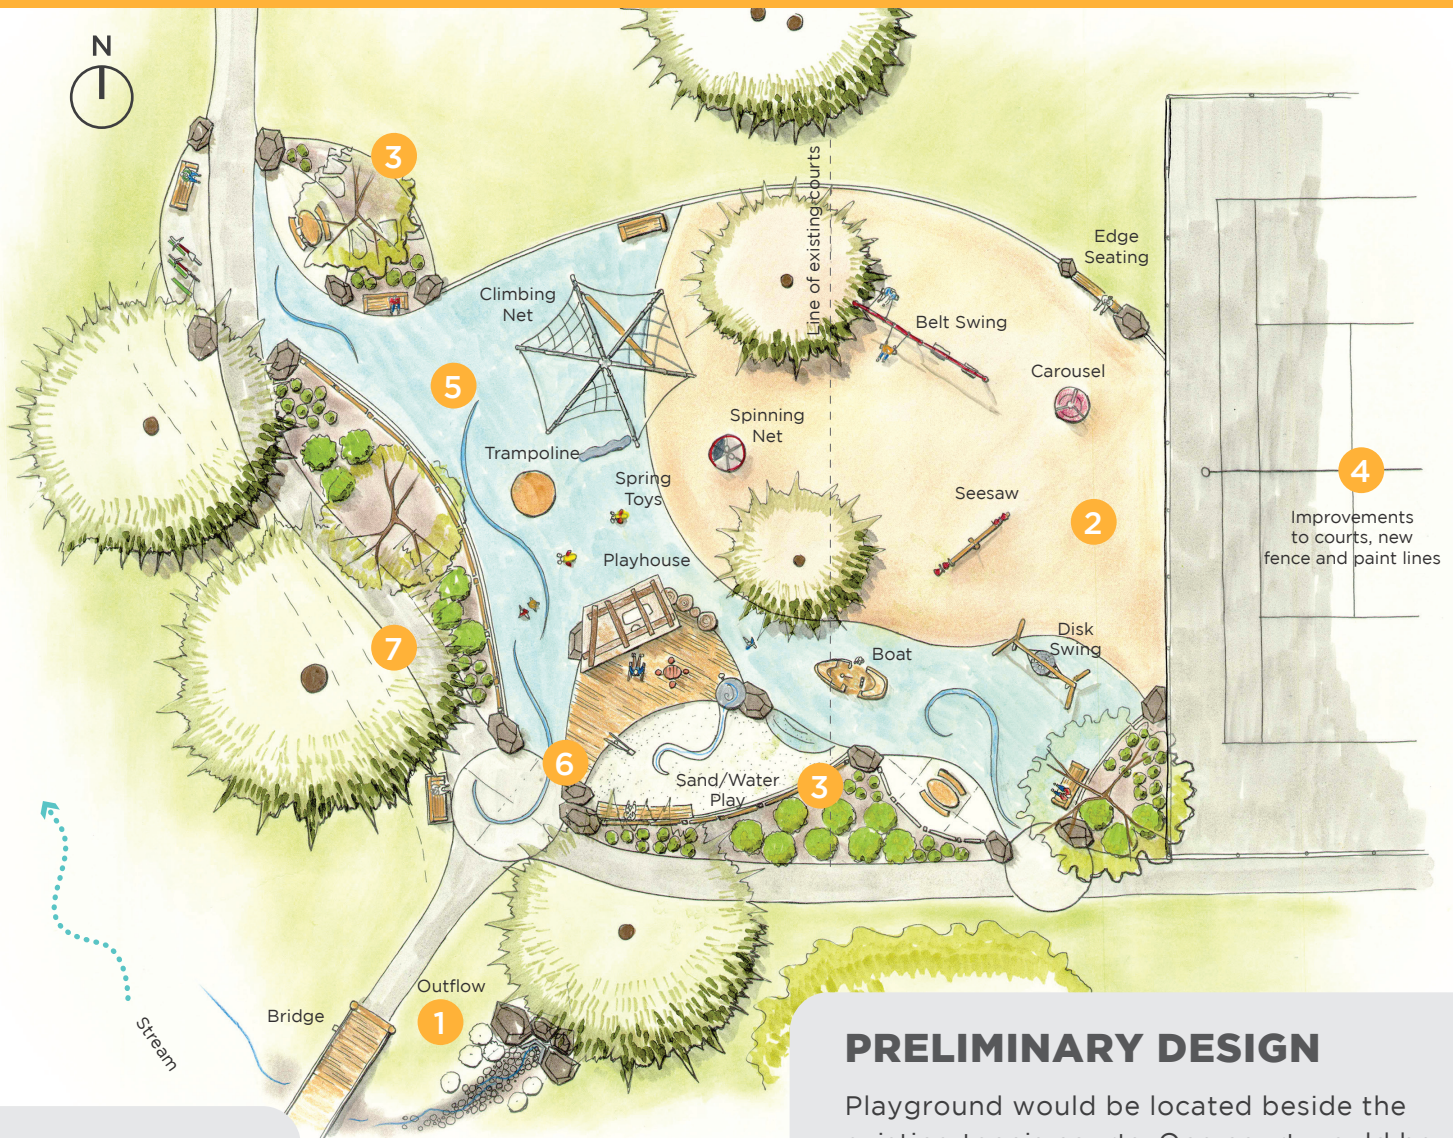 N
3
Line of existing courts
Edge
Seating
Climbing
Net
Belt Swing
5
Carousel
Spinning
Net
Trampoline
Spring
Toys
Seesaw
2
4
Improvements
to courts, new
fence and paint lines
Playhouse
7
Boat
Disk
Swing
6
Sand/Water
Play
3
Outflow
1
Bridge
Stream
PRELIMINARY DESIGN
Playground would be located beside the